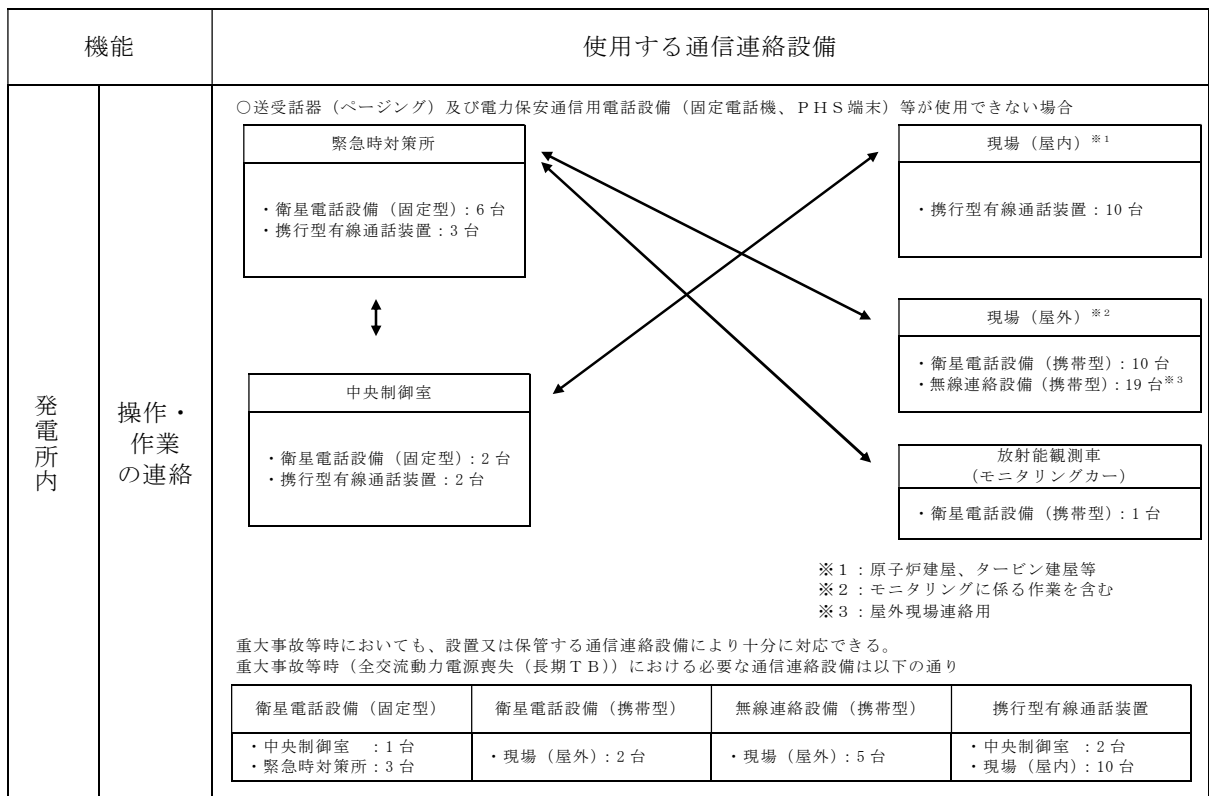 機能
使用する通信連絡設備
発電所内
操作・
作業
の連絡
○送受話器（ページング）及び電力保安通信用電話設備（固定電話機、ＰＨＳ端末）等が使用できない場合
緊急時対策所
・衛星電話設備（固定型）：6 台
・携行型有線通話装置：3 台
現場（屋内）※1
・携行型有線通話装置：10 台
現場（屋外）※2
・衛星電話設備（携帯型）：10 台
・無線連絡設備（携帯型）：19 台※3
中央制御室
・衛星電話設備（固定型）：2 台
・携行型有線通話装置：2 台
放射能観測車
(モニタリングカー)
・衛星電話設備（携帯型）：1 台
※１：原子炉建屋、タービン建屋等
※２：モニタリングに係る作業を含む
※３：屋外現場連絡用
重大事故等時においても、設置又は保管する通信連絡設備により十分に対応できる。
重大事故等時（全交流動力電源喪失（長期ＴＢ））における必要な通信連絡設備は以下の通り
衛星電話設備（固定型）
衛星電話設備（携帯型）
無線連絡設備（携帯型）
携行型有線通話装置
・中央制御室　：1 台
・緊急時対策所：3 台
・現場（屋外）：2 台
・現場（屋外）：5 台
・中央制御室 ：2 台
・現場（屋内）：10 台